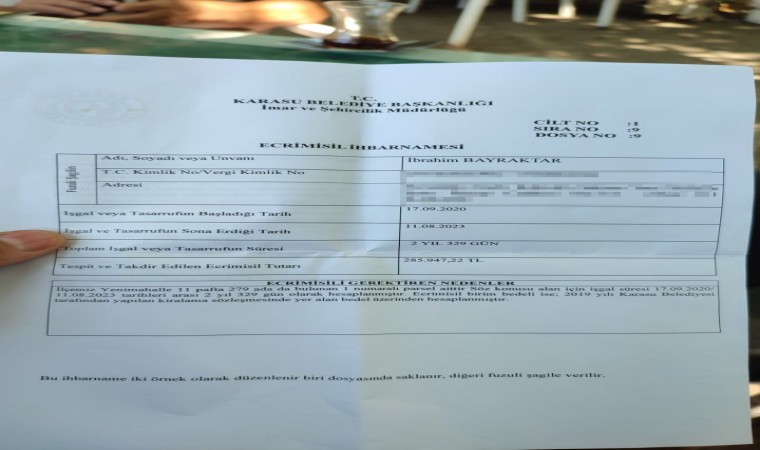 T.C.
KARASU BELEDİYE BAŞKANLIĞI
İmar ve Şehircilik Müdürlüğü
CİLT NO :1
SIRA NO :9
DOSYA NO :9
ECRİMİSİL İHBARNAMESİ
Fuzuli Şagilin
Adı, Soyadı veya Unvanı İbrahim BAYRAKTAR
T.C. Kimlik No/Vergi Kimlik No
Adresi
İşgal veya Tasarrufun Başladığı Tarih 17.09.2020
İşgal ve Tasarrufun Sona Erdiği Tarih 11.08.2023
Toplam İşgal veya Tasarrufun Süresi 2 YIL 329 GÜN
Tespit ve Takdir Edilen Ecrimisil Tutarı 285.947,22 TL
ECRİMİSİLİ GEREKTİREN NEDENLER
İlçemiz Yenimahalle 11 pafta 279 ada da bulunan 1 numaralı parsel aittir Söz konusu alan için işgal süresi 17.09.2020/
11.08.2023 tarihleri arası 2 yıl 329 gün olarak hesaplanmıştır. Ecrimisil birim bedeli ise; 2019 yılı Karasu Belediyesi
tarafından yapılan kiralama sözleşmesinde yer alan bedel üzerinden hesaplanmıştır.
Bu ihbarname iki örnek olarak düzenlenir biri dosyasında saklanır, diğeri fuzuli şagile verilir.